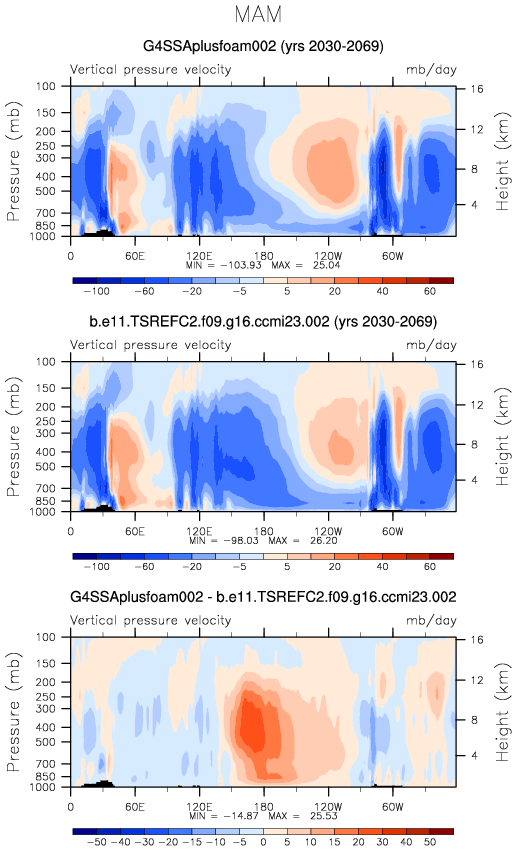 MAM
G4SSAplusfoam002 (yrs 2030-2069)
Vertical pressure velocity mb/day
Pressure (mb)
Height (km)
100
150
200
250
300
400
500
700
850
1000
16
12
8
4
0 60E 120E 180 120W 60W
MIN = -103.93 MAX = 25.04
-100 -60 -20 -5 5 20 40 60
b.e11.TSREFC2.f09.g16.ccmi23.002 (yrs 2030-2069)
Vertical pressure velocity mb/day
Pressure (mb)
Height (km)
100
150
200
250
300
400
500
700
850
1000
16
12
8
4
0 60E 120E 180 120W 60W
MIN = -98.03 MAX = 26.20
-100 -60 -20 -5 5 20 40 60
G4SSAplusfoam002 - b.e11.TSREFC2.f09.g16.ccmi23.002
Vertical pressure velocity mb/day
Pressure (mb)
Height (km)
100
150
200
250
300
400
500
700
850
1000
16
12
8
4
0 60E 120E 180 120W 60W
MIN = -14.87 MAX = 25.53
-50 -40 -30 -20 -15 -10 -5 0 5 10 15 20 30 40 50